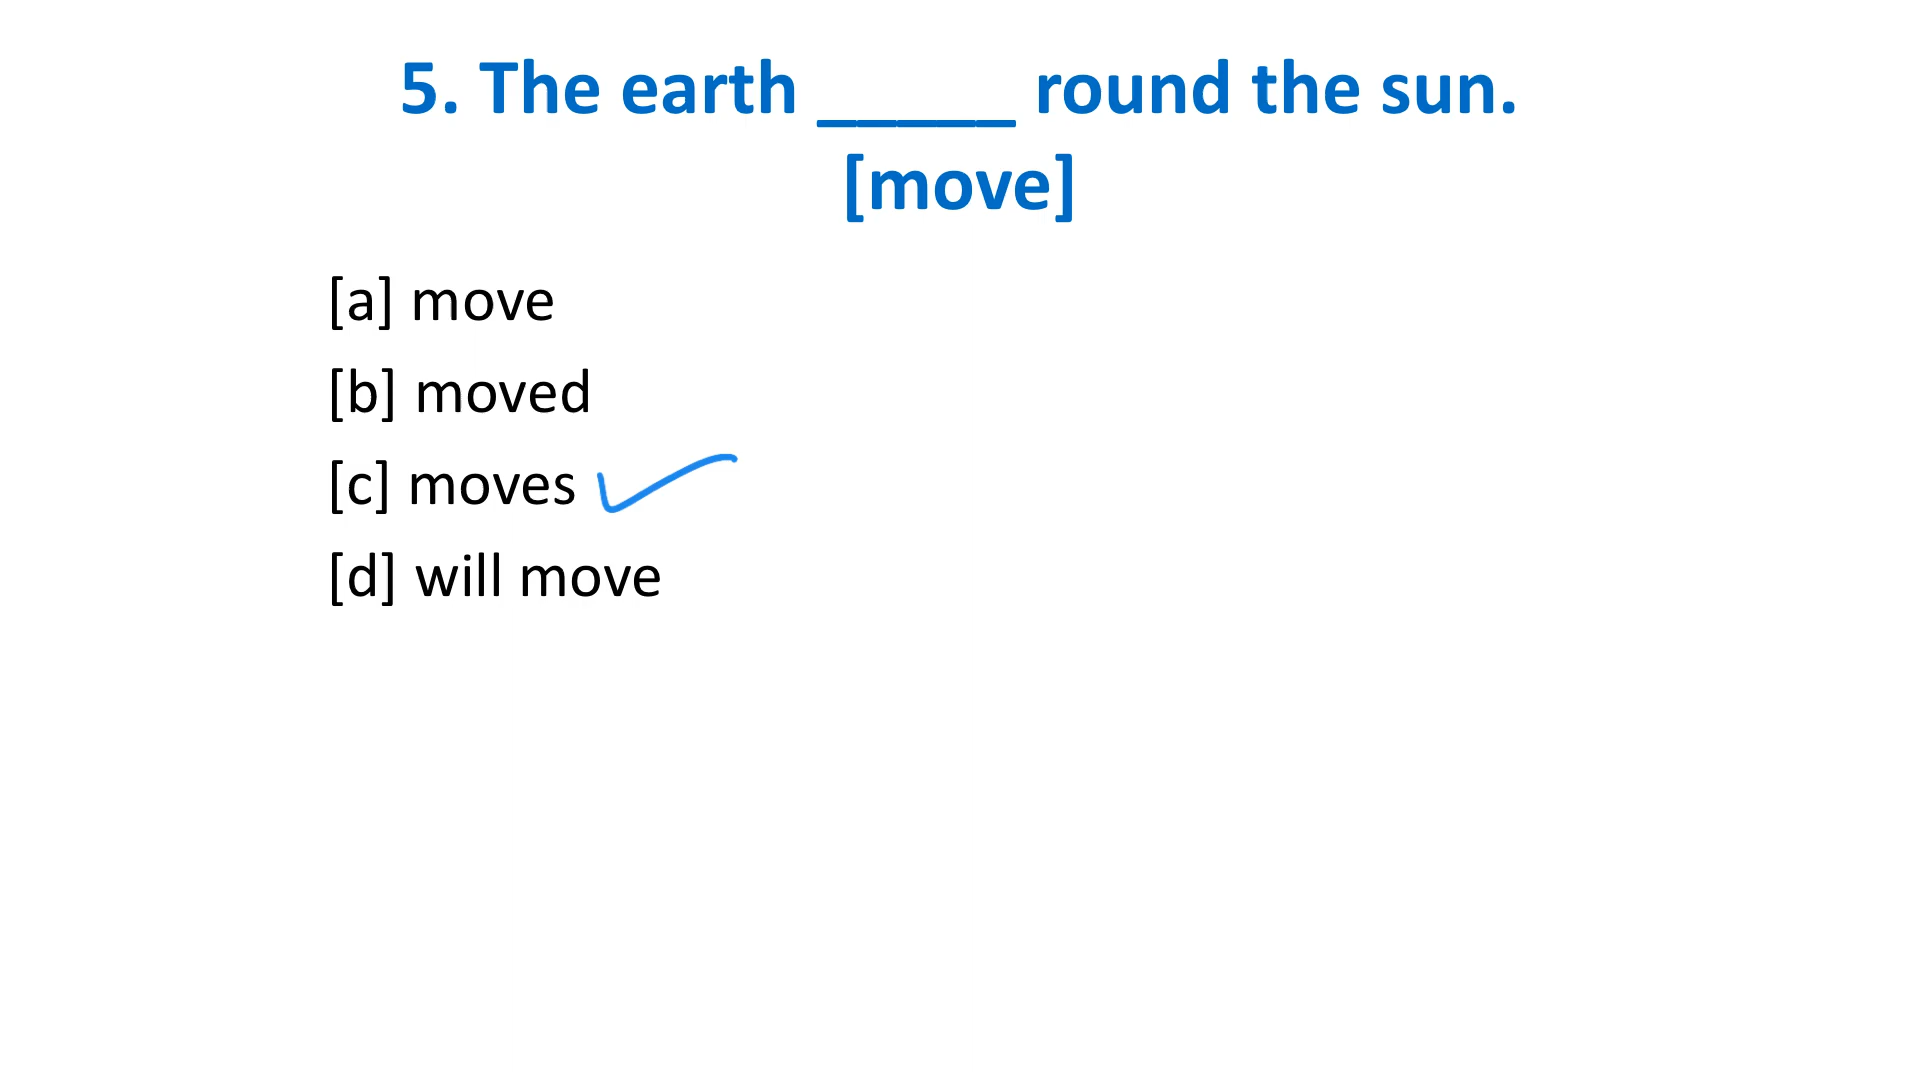 5. The earth _____ round the sun.
[move]
[a] move
[b] moved
[c] moves
[d] will move